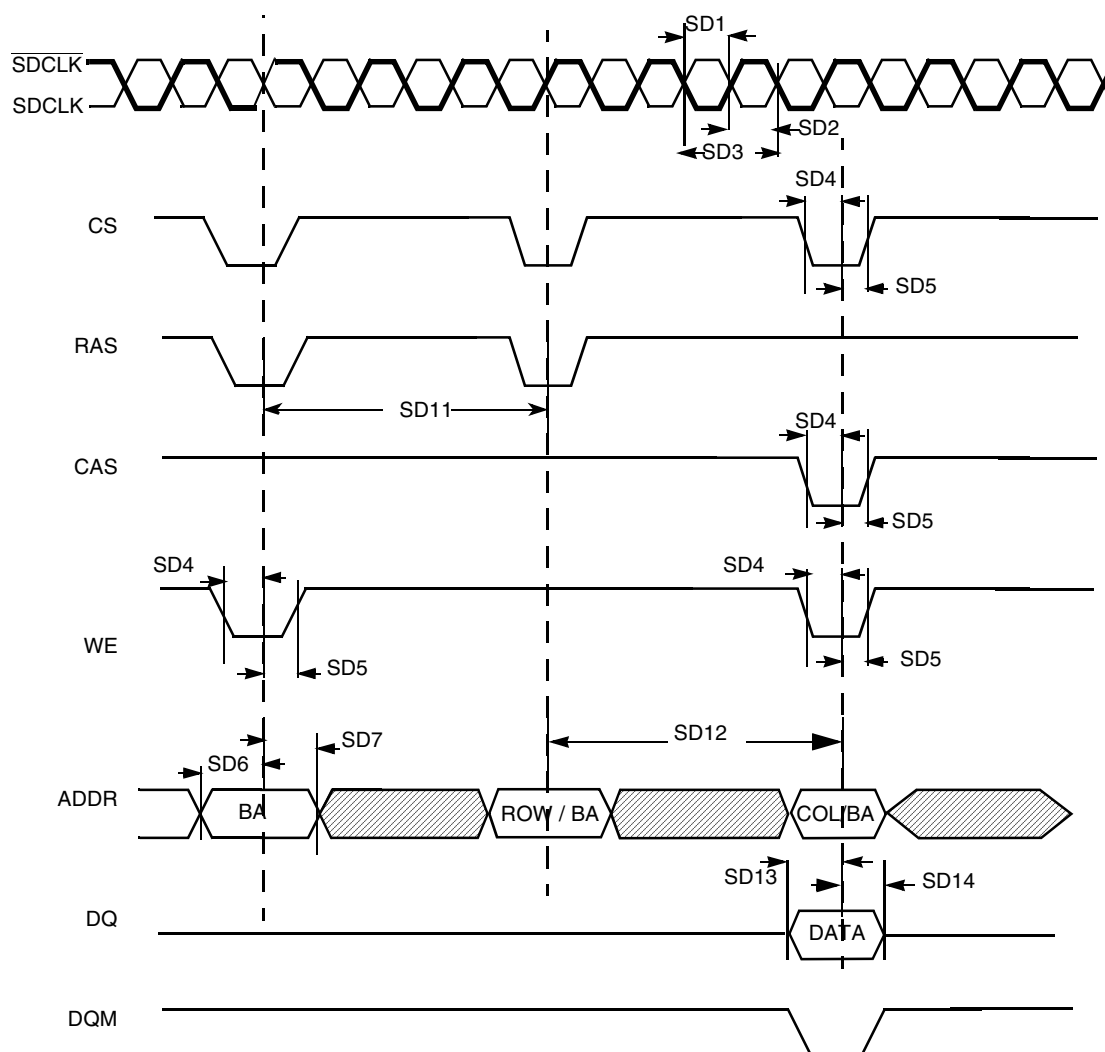 SD1
SDCLK
SDCLK
SD2
SD3
SD4
CS
SD5
RAS
SD11
SD4
CAS
SD5
SD4
SD4
WE
SD5
SD5
SD12
SD7
SD6
ADDR
BA
ROW / BA
COL/BA
SD13
SD14
DQ
DATA
DQM